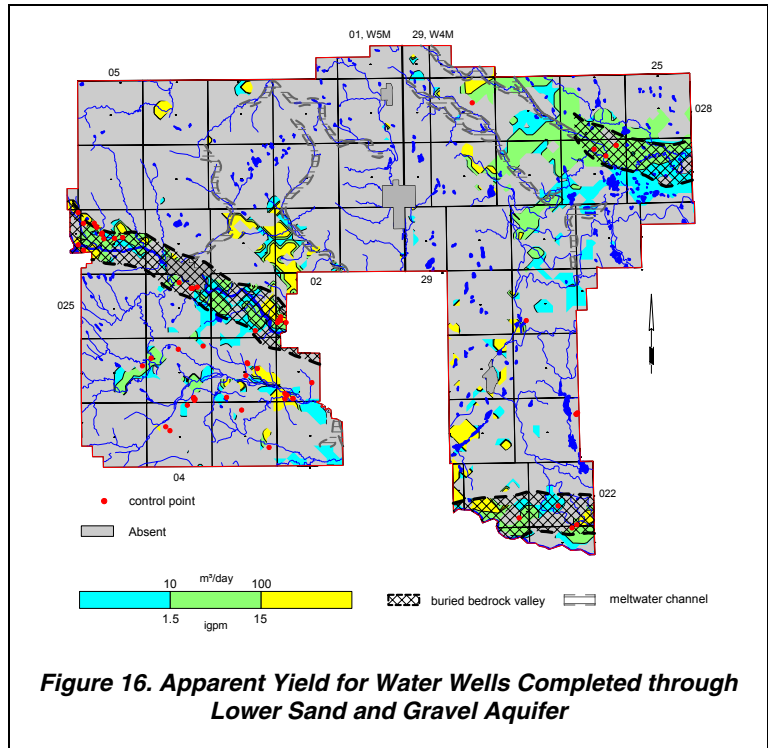 01, W5M 29, W4M
05
25
028
02
29
025
04
022
control point
Absent
10 m³/day 100
1.5 igpm 15
buried bedrock valley
meltwater channel
Figure 16. Apparent Yield for Water Wells Completed through
Lower Sand and Gravel Aquifer